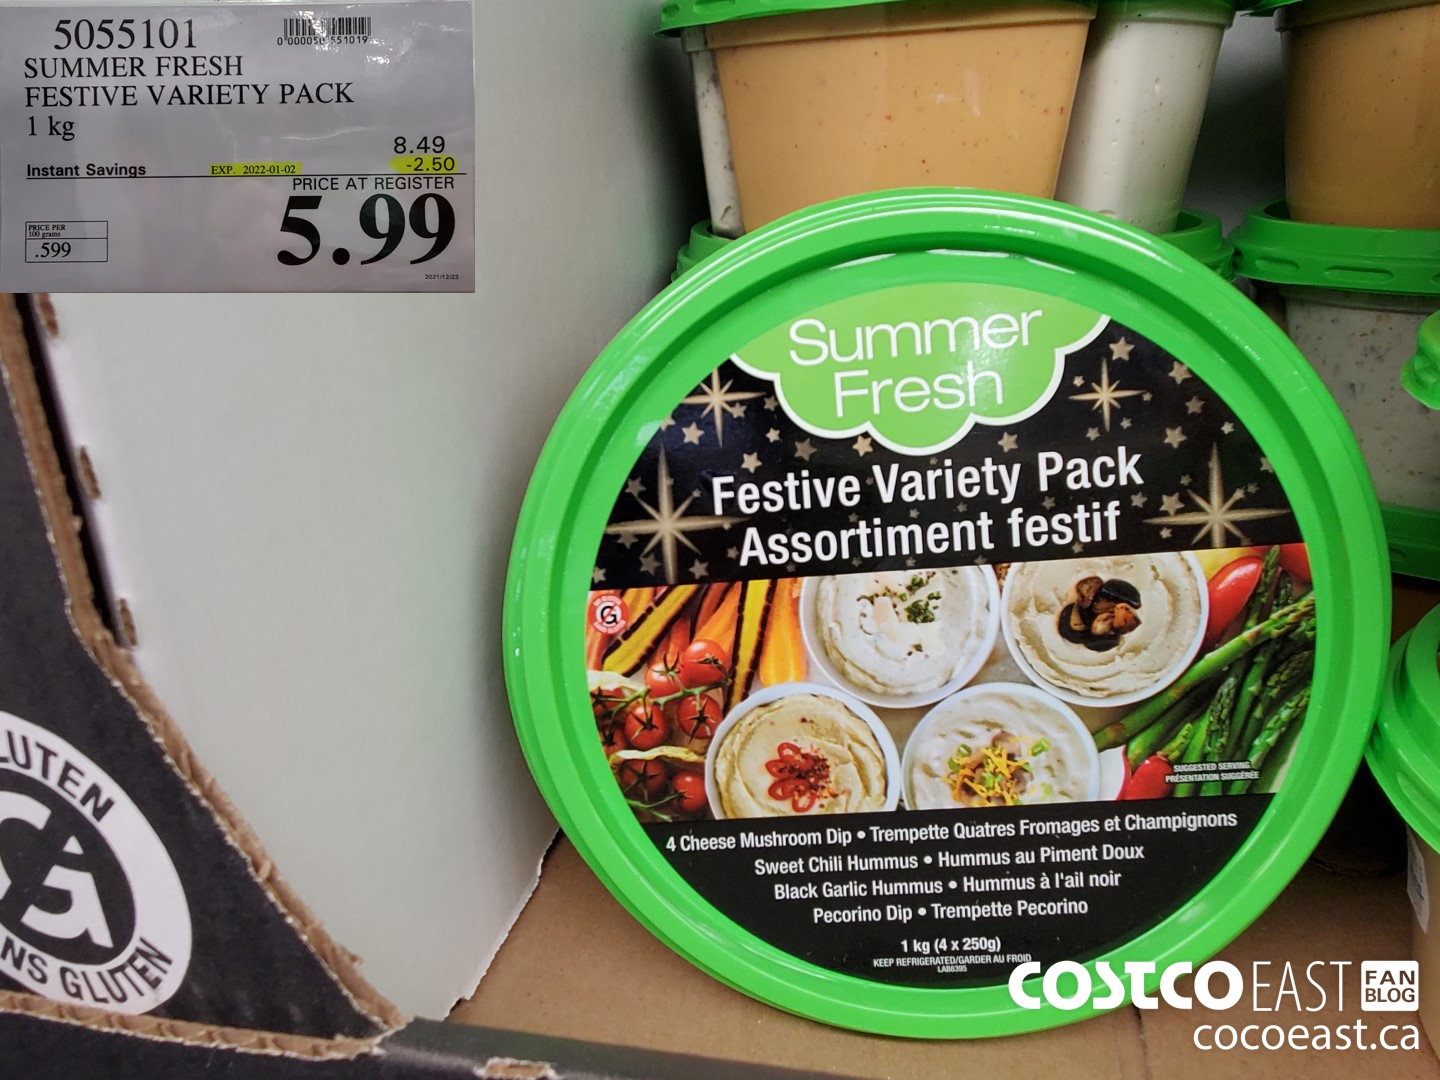 5055101
0 000050 551019
SUMMER FRESH
FESTIVE VARIETY PACK
1 kg
8.49
Instant Savings EXP. 2022-01-02 -2.50
PRICE AT REGISTER
5.99
PRICE PER
100 grams
.599
2021/12/23
Summer
Fresh
Festive Variety Pack
Assortiment festif
SUGGESTED SERVING
PRÉSENTATION SUGGÉRÉE
4 Cheese Mushroom Dip • Trempette Quatres Fromages et Champignons
Sweet Chili Hummus • Hummus au Piment Doux
Black Garlic Hummus • Hummus à l'ail noir
Pecorino Dip • Trempette Pecorino
1 kg (4 x 250g)
KEEP REFRIGERATED/GARDER AU FROID
LAB8395
LUTEN
NS GLUTEN
COSTCO EAST FAN
BLOG
cocoeast.ca